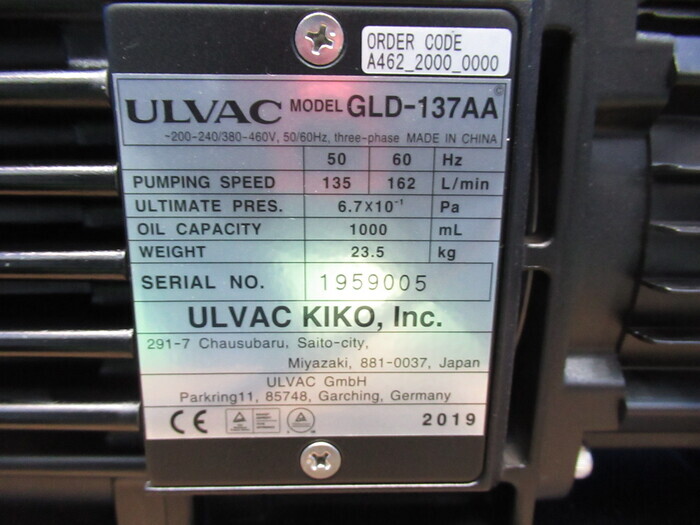 ORDER CODE
A462_2000_0000
ULVAC MODEL GLD-137AA
~200-240/380-460V, 50/60Hz, three-phase MADE IN CHINA
50 60 Hz
PUMPING SPEED 135 162 L/min
ULTIMATE PRES. 6.7×10⁻¹ Pa
OIL CAPACITY 1000 mL
WEIGHT 23.5 kg
SERIAL NO. 1959005
ULVAC KIKO, Inc.
291-7 Chausubaru, Saito-city,
Miyazaki, 881-0037, Japan
ULVAC GmbH
Parkring11, 85748, Garching, Germany
CE 2019